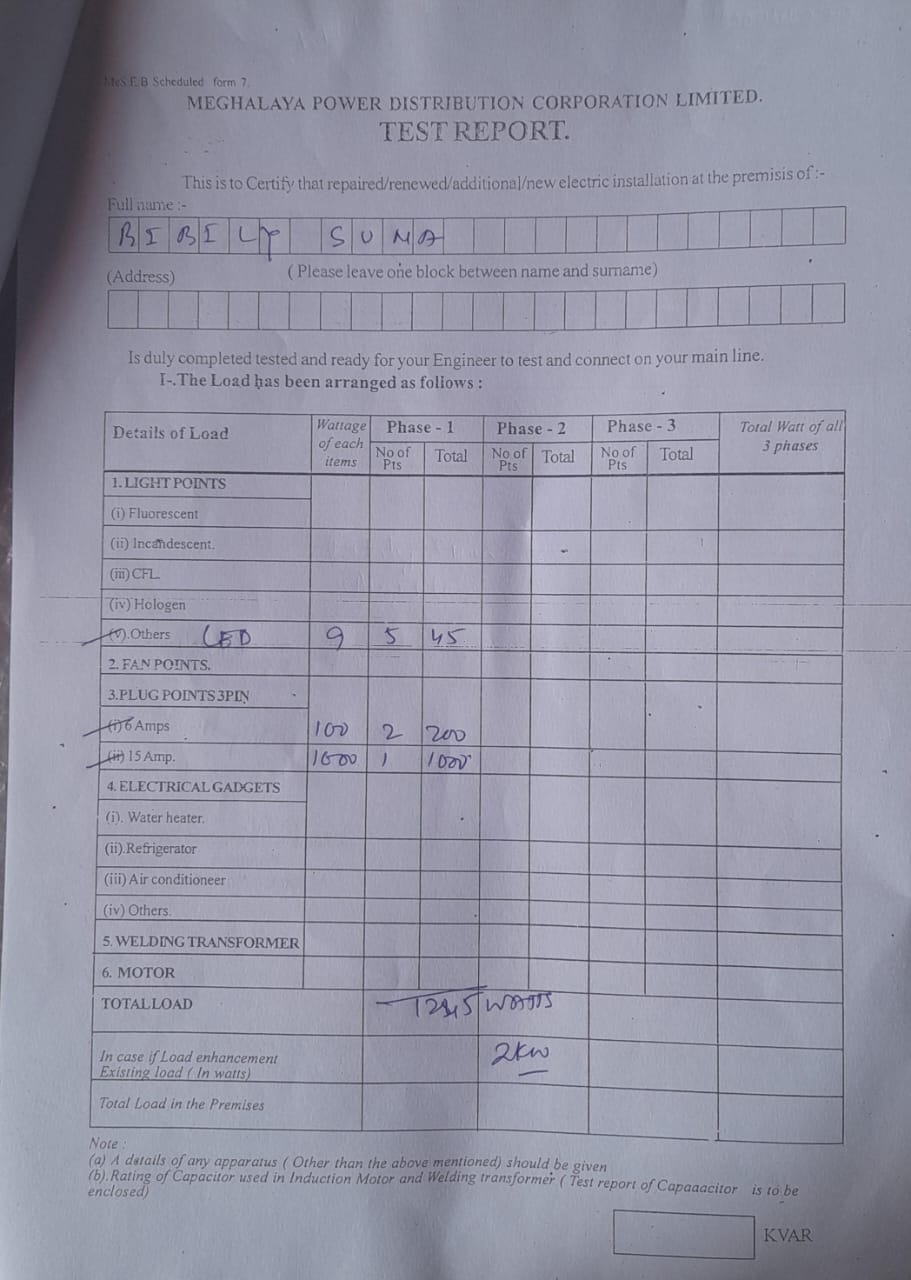 MeS E B Scheduled form 7.
MEGHALAYA POWER DISTRIBUTION CORPORATION LIMITED.
TEST REPORT.
This is to Certify that repaired/renewed/additional/new electric installation at the premisis of :-
Full name :-
BIBILY SUMA
(Address) ( Please leave one block between name and surname)
Is duly completed tested and ready for your Engineer to test and connect on your main line.
I-.The Load has been arranged as follows :
Details of Load Wattage of each items Phase - 1 Phase - 2 Phase - 3 Total Watt of all 3 phases
No of Pts Total No of Pts Total No of Pts Total
1. LIGHT POINTS
(i) Fluorescent
(ii) Incandescent.
(iii) CFL.
(iv) Hologen
(v).Others LED 9 5 45
2. FAN POINTS.
3.PLUG POINTS 3PIN
(i) 6 Amps 100 2 200
(ii) 15 Amp. 1000 1 1000
4. ELECTRICAL GADGETS
(i). Water heater.
(ii).Refrigerator
(iii) Air conditioneer
(iv) Others.
5. WELDING TRANSFORMER
6. MOTOR
TOTAL LOAD 1245 WATTS
In case if Load enhancement
Existing load ( In watts) 2KW
Total Load in the Premises
Note :
(a) A datails of any apparatus ( Other than the above mentioned) should be given
(b).Rating of Capacitor used in Induction Motor and Welding transformer ( Test report of Capaaacitor is to be
enclosed)
KVAR